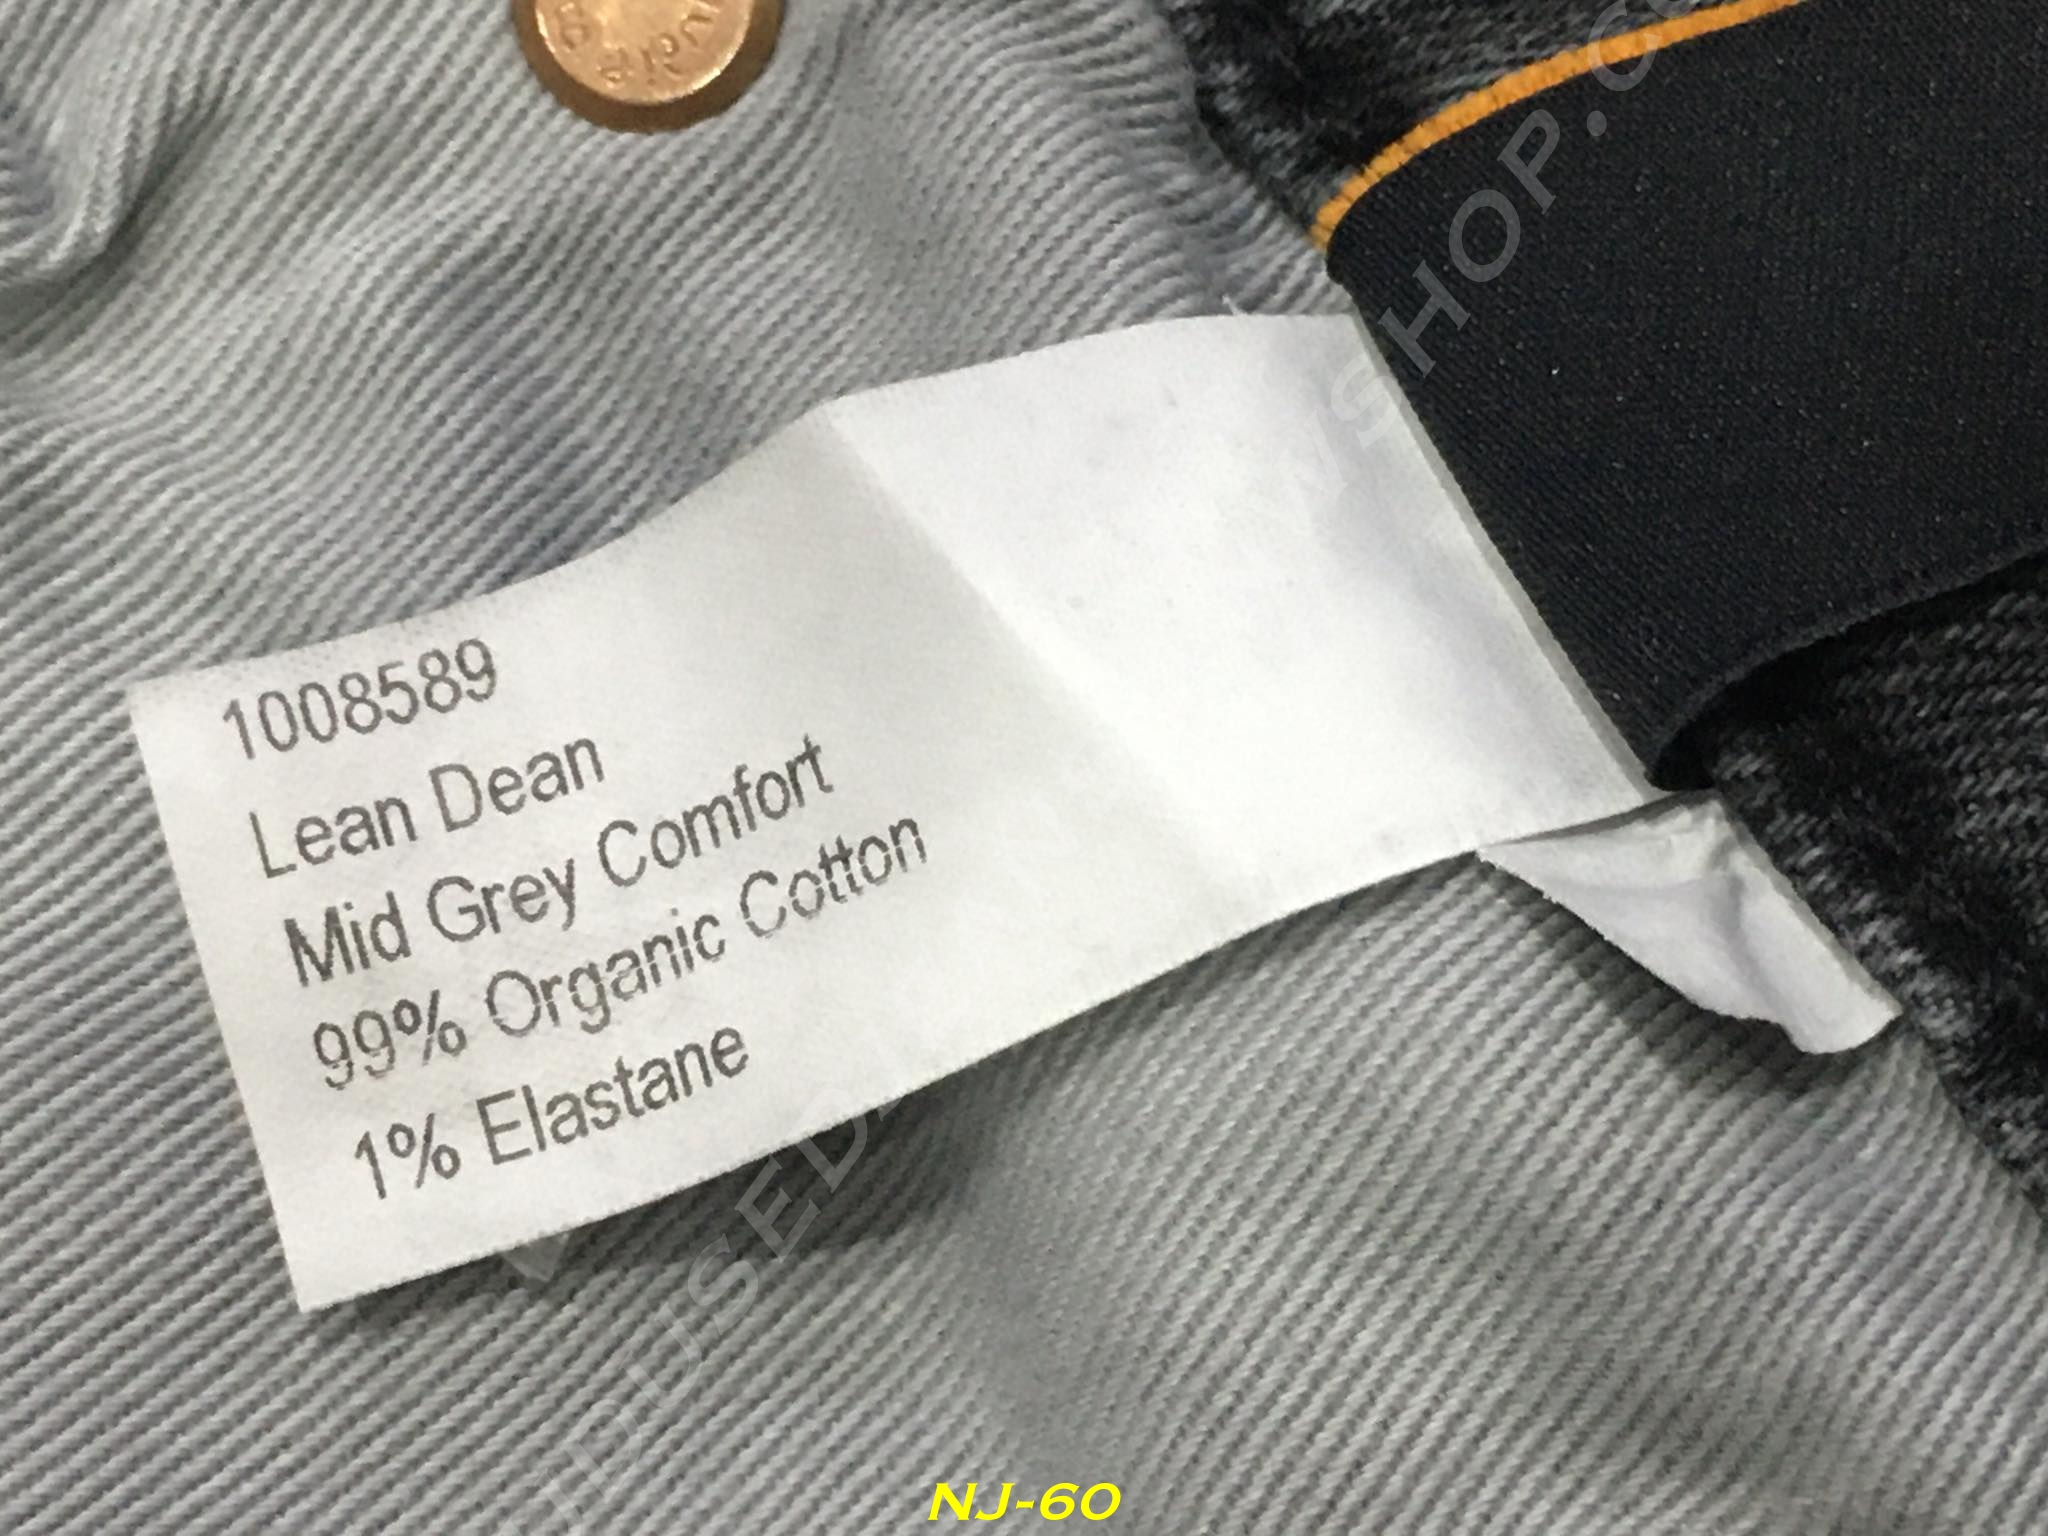 1008589
Lean Dean
Mid Grey Comfort
99% Organic Cotton
1% Elastane
NJ-60